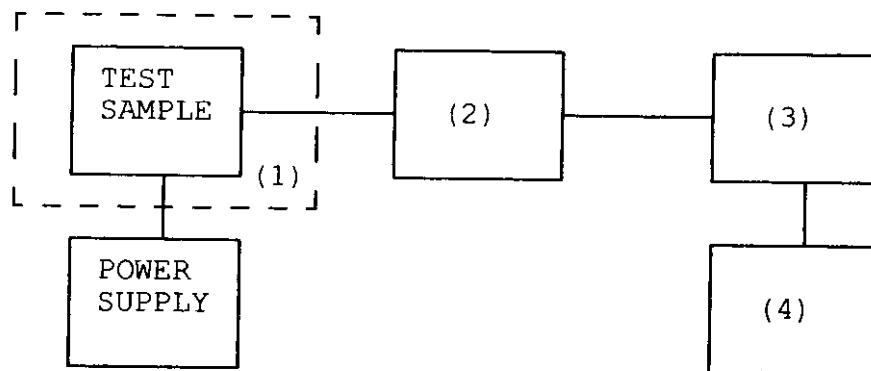 TEST
SAMPLE
(1)
(2)
(3)
POWER
SUPPLY
(4)